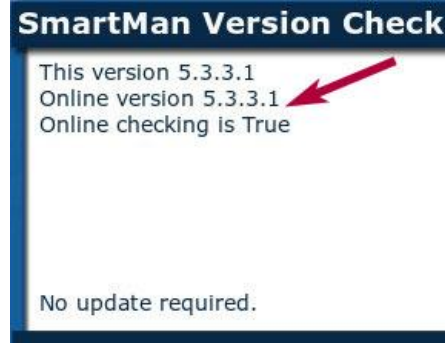 SmartMan Version Check
This version 5.3.3.1
Online version 5.3.3.1
Online checking is True
No update required.